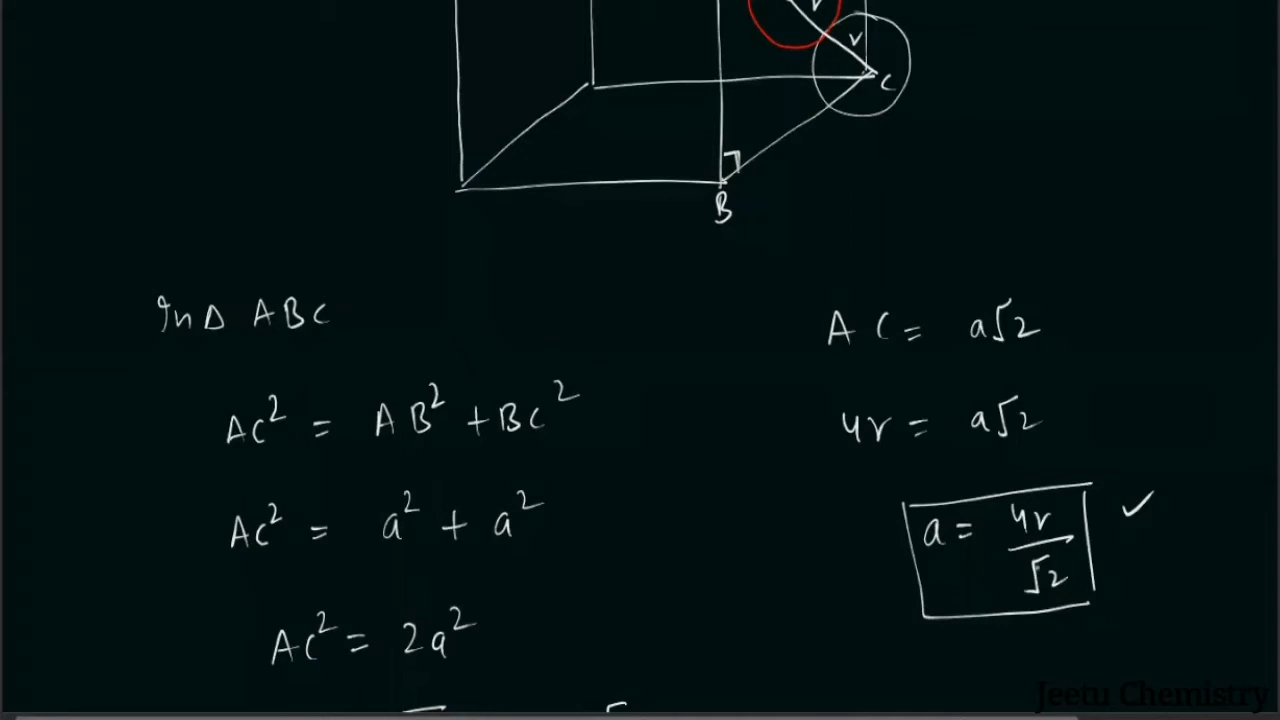 r
r
C
B
In Δ ABC
AC² = AB² + BC²
AC² = a² + a²
AC² = 2a²
AC = a√2
4r = a√2
a = 4r/√2 ✓
Jeetu Chemistry